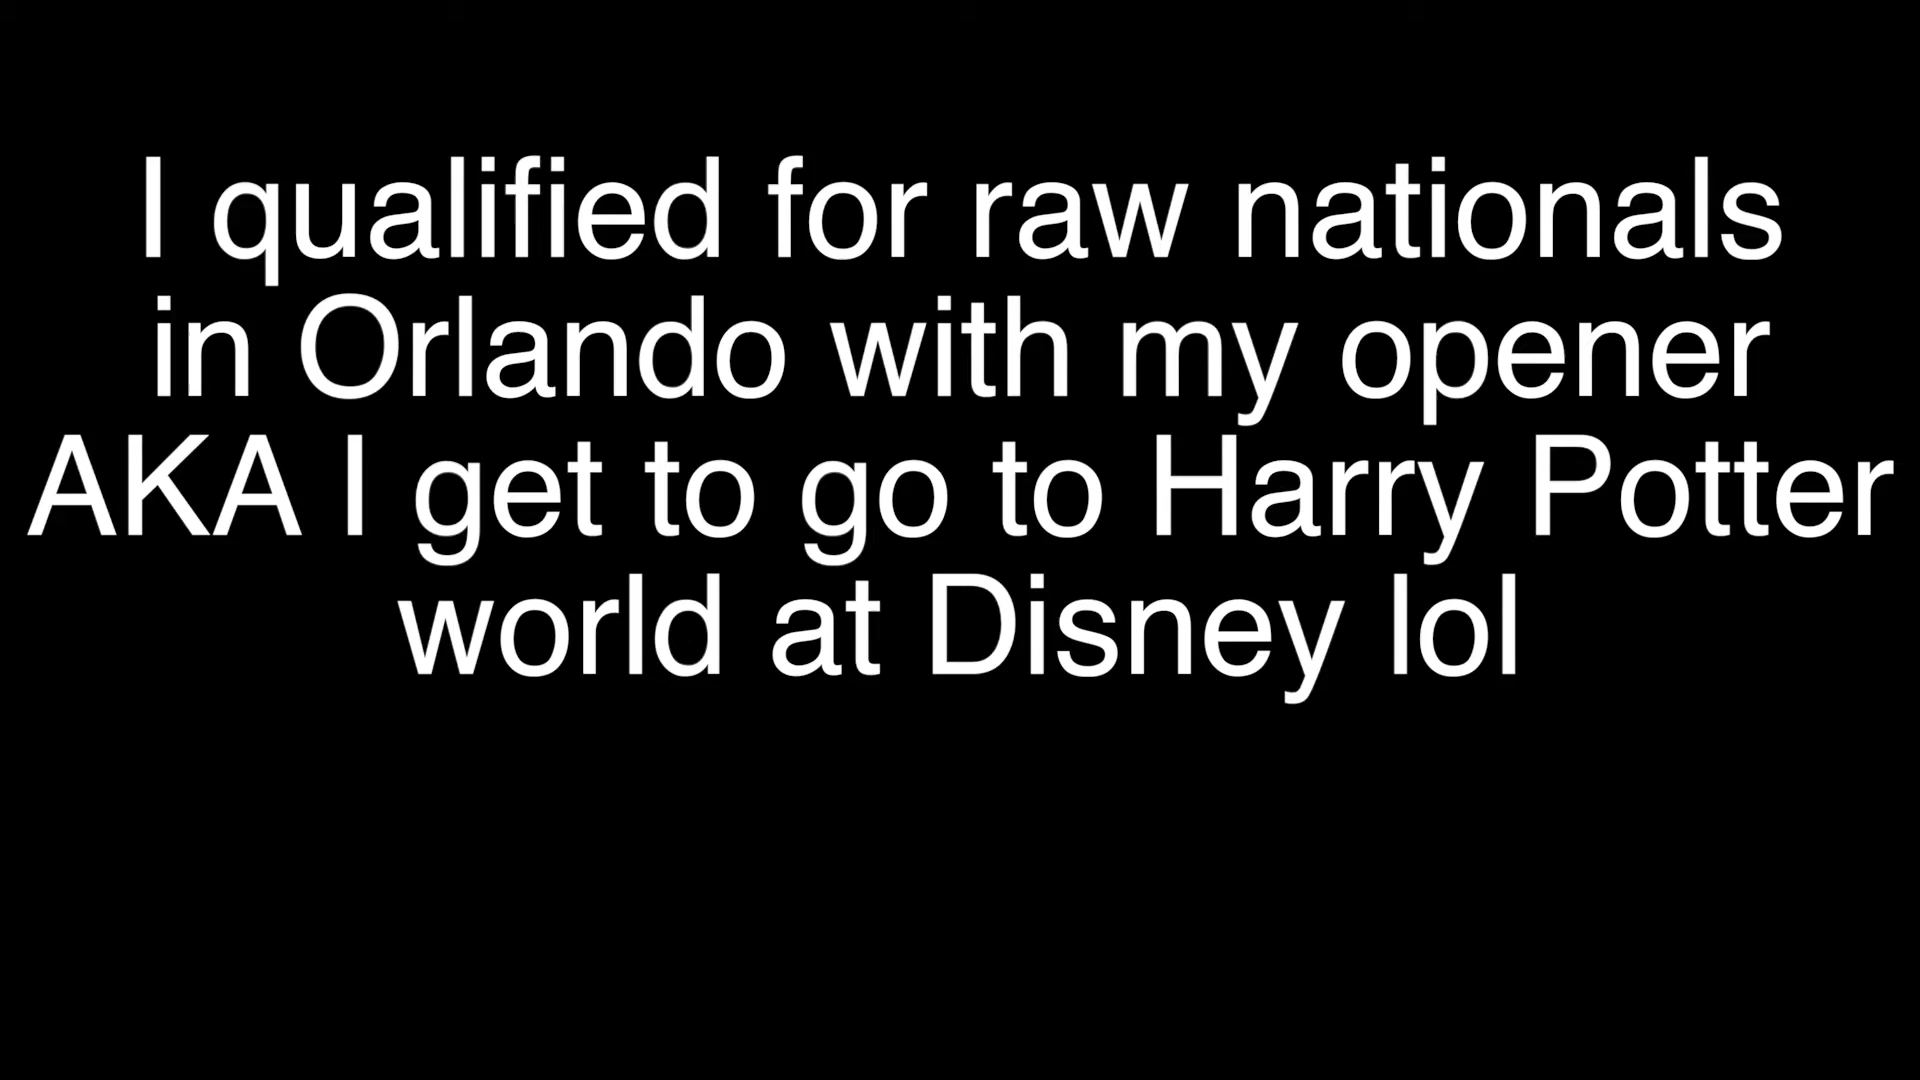 I qualified for raw nationals
in Orlando with my opener
AKA I get to go to Harry Potter
world at Disney lol